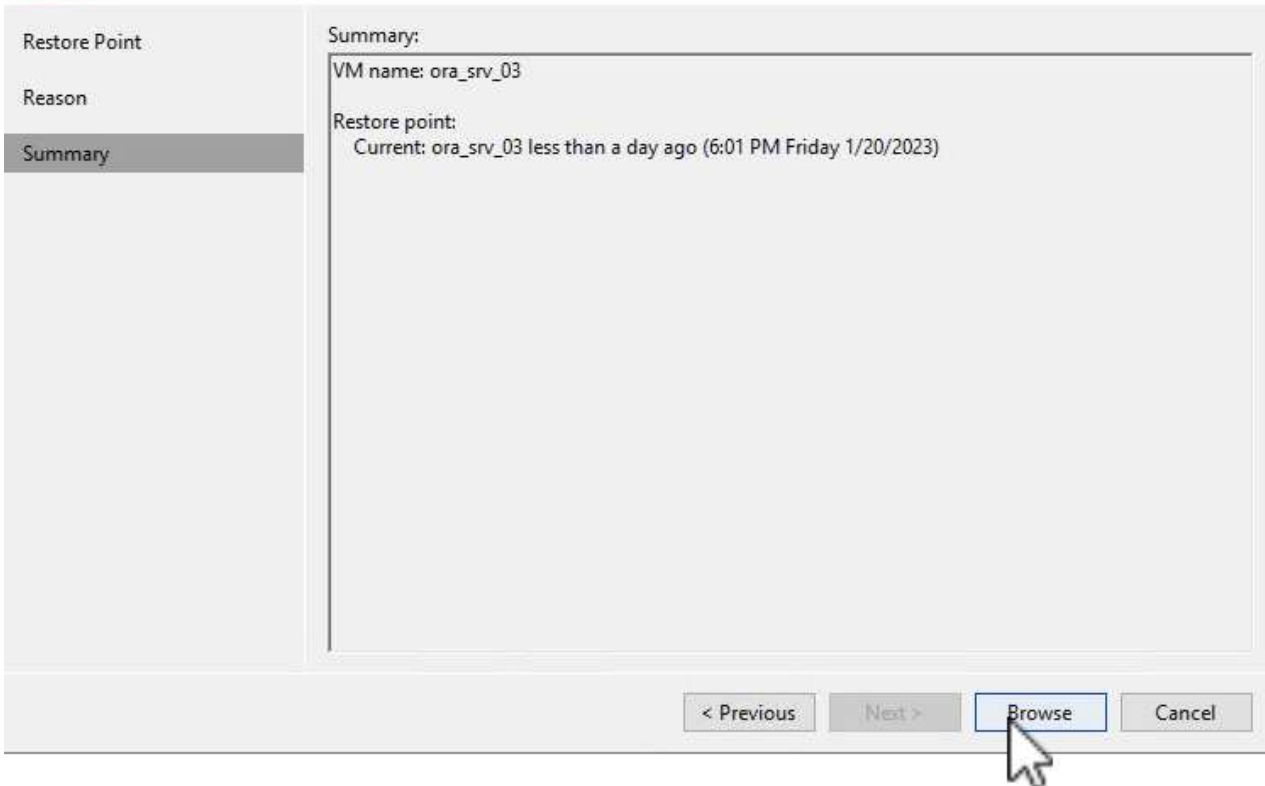 Restore Point
Reason
Summary
Summary:
VM name: ora_srv_03
Restore point:
Current: ora_srv_03 less than a day ago (6:01 PM Friday 1/20/2023)
< Previous
Next >
Browse
Cancel